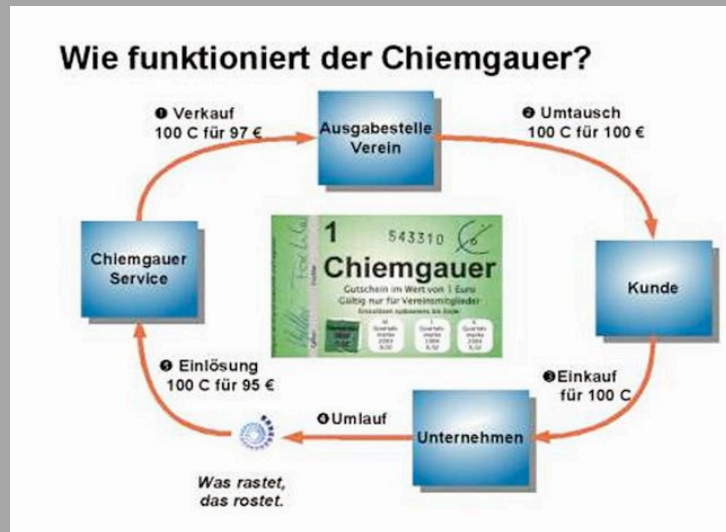 Wie funktioniert der Chiemgauer?
❶ Verkauf
100 C für 97 €
Ausgabestelle
Verein
❷ Umtausch
100 C für 100 €
Chiemgauer
Service
1
543310
Chiemgauer
Gutschein im Wert von 1 Euro
Gültig nur für Vereinsmitglieder
Kunde
❺ Einlösung
100 C für 95 €
❸Einkauf
für 100 C
❹Umlauf
Unternehmen
Was rastet,
das rostet.